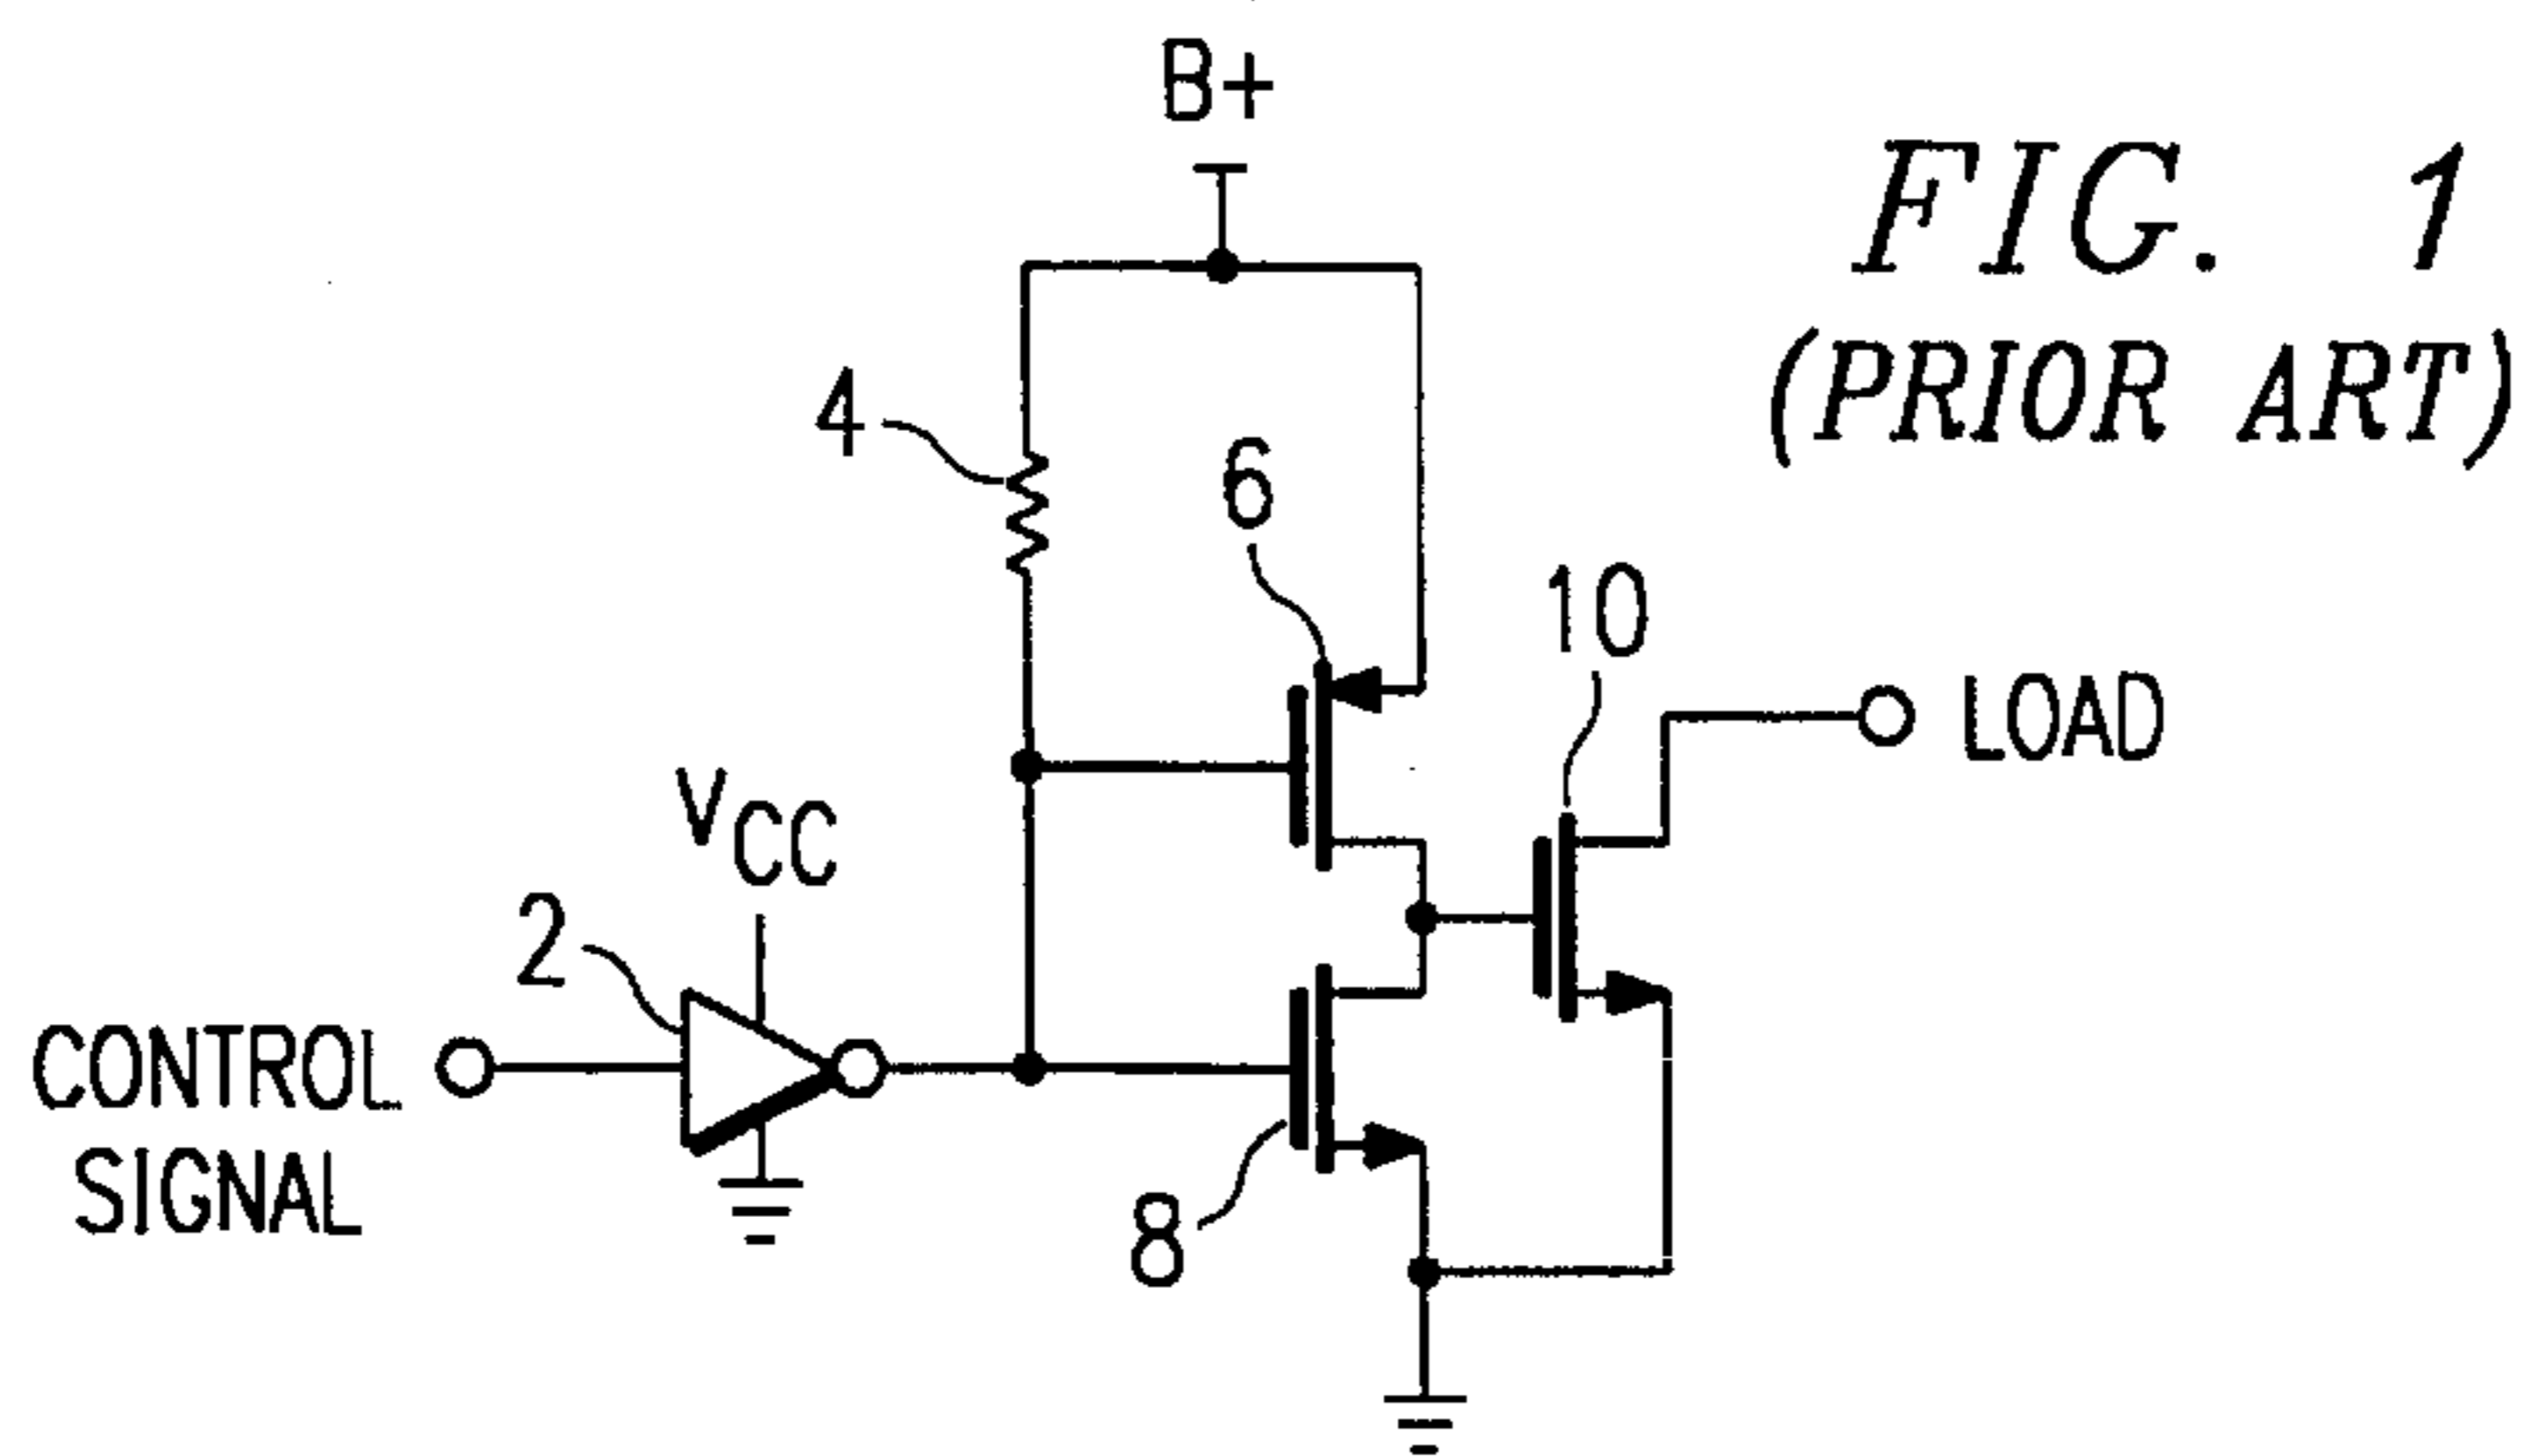 B+
FIG. 1
(PRIOR ART)
4
6
10
LOAD
VCC
2
CONTROL
SIGNAL
8